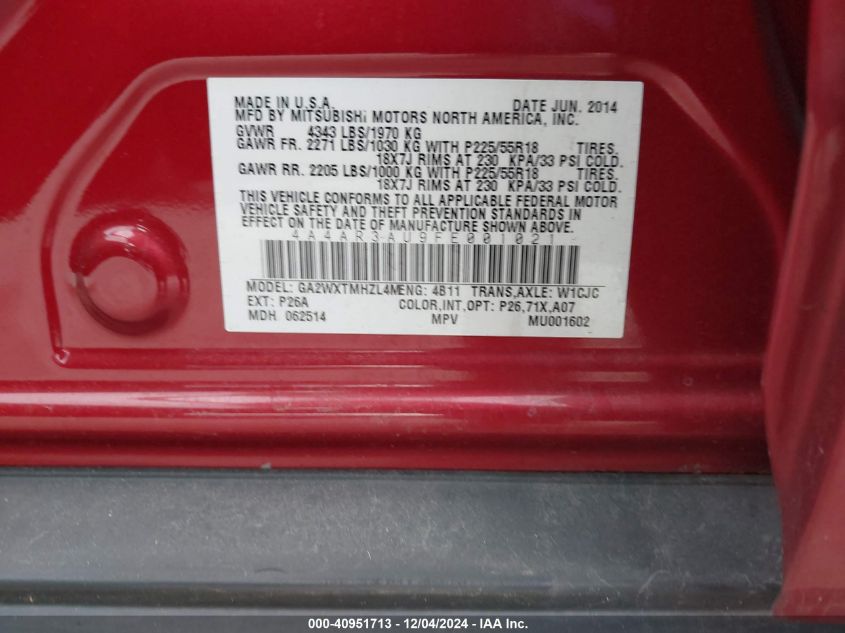 MADE IN U.S.A. DATE JUN. 2014
MFD BY MITSUBISHI MOTORS NORTH AMERICA, INC.
GVWR 4343 LBS/1970 KG
GAWR FR. 2271 LBS/1030 KG WITH P225/55R18 TIRES.
18X7J RIMS AT 230 KPA/33 PSI COLD.
GAWR RR. 2205 LBS/1000 KG WITH P225/55R18 TIRES.
18X7J RIMS AT 230 KPA/33 PSI COLD.
THIS VEHICLE CONFORMS TO ALL APPLICABLE FEDERAL MOTOR
VEHICLE SAFETY AND THEFT PREVENTION STANDARDS IN
EFFECT ON THE DATE OF MANUFACTURE SHOWN ABOVE.
4A4AR3AU9FE001021
MODEL: GA2WXTMHZL4MENG: 4B11 TRANS,AXLE: W1CJC
EXT: P26A COLOR,INT,OPT: P26,71X,A07
MDH 062514 MPV MU001602
000-40951713 - 12/04/2024 - IAA Inc.